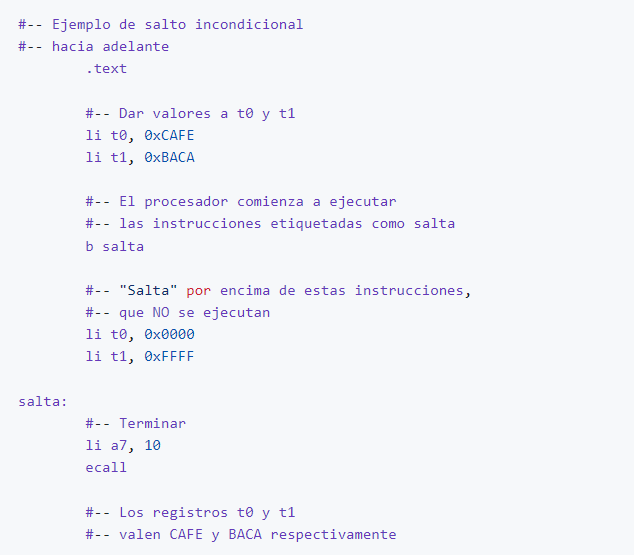 #-- Ejemplo de salto incondicional
#-- hacia adelante
.text
#-- Dar valores a t0 y t1
li t0, 0xCAFE
li t1, 0xBACA
#-- El procesador comienza a ejecutar
#-- las instrucciones etiquetadas como salta
b salta
#-- "Salta" por encima de estas instrucciones,
#-- que NO se ejecutan
li t0, 0x0000
li t1, 0xFFFF
salta:
#-- Terminar
li a7, 10
ecall
#-- Los registros t0 y t1
#-- valen CAFE y BACA respectivamente